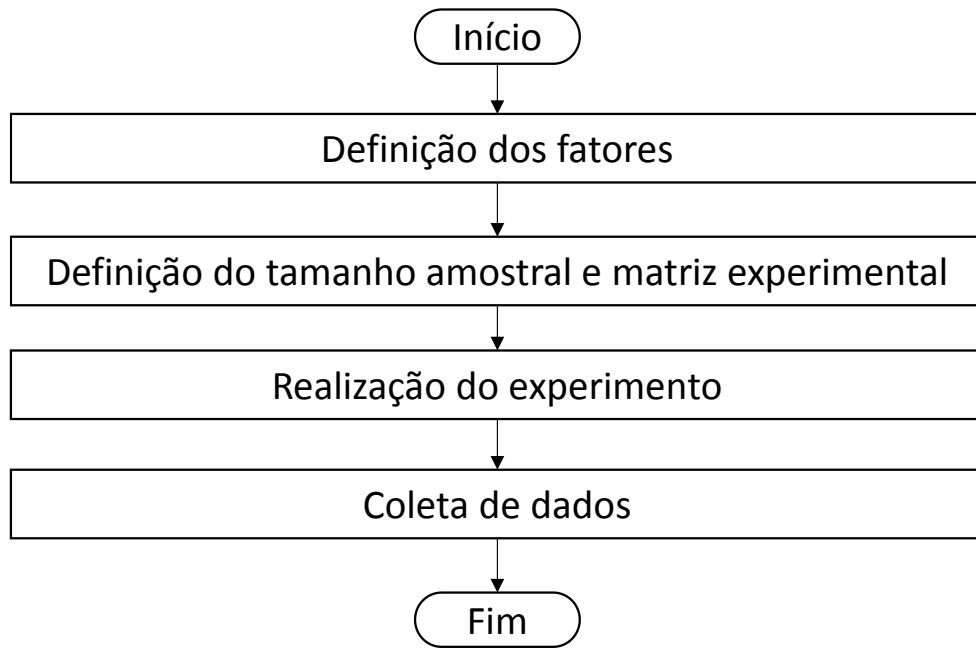 Início
Definição dos fatores
Definição do tamanho amostral e matriz experimental
Realização do experimento
Coleta de dados
Fim